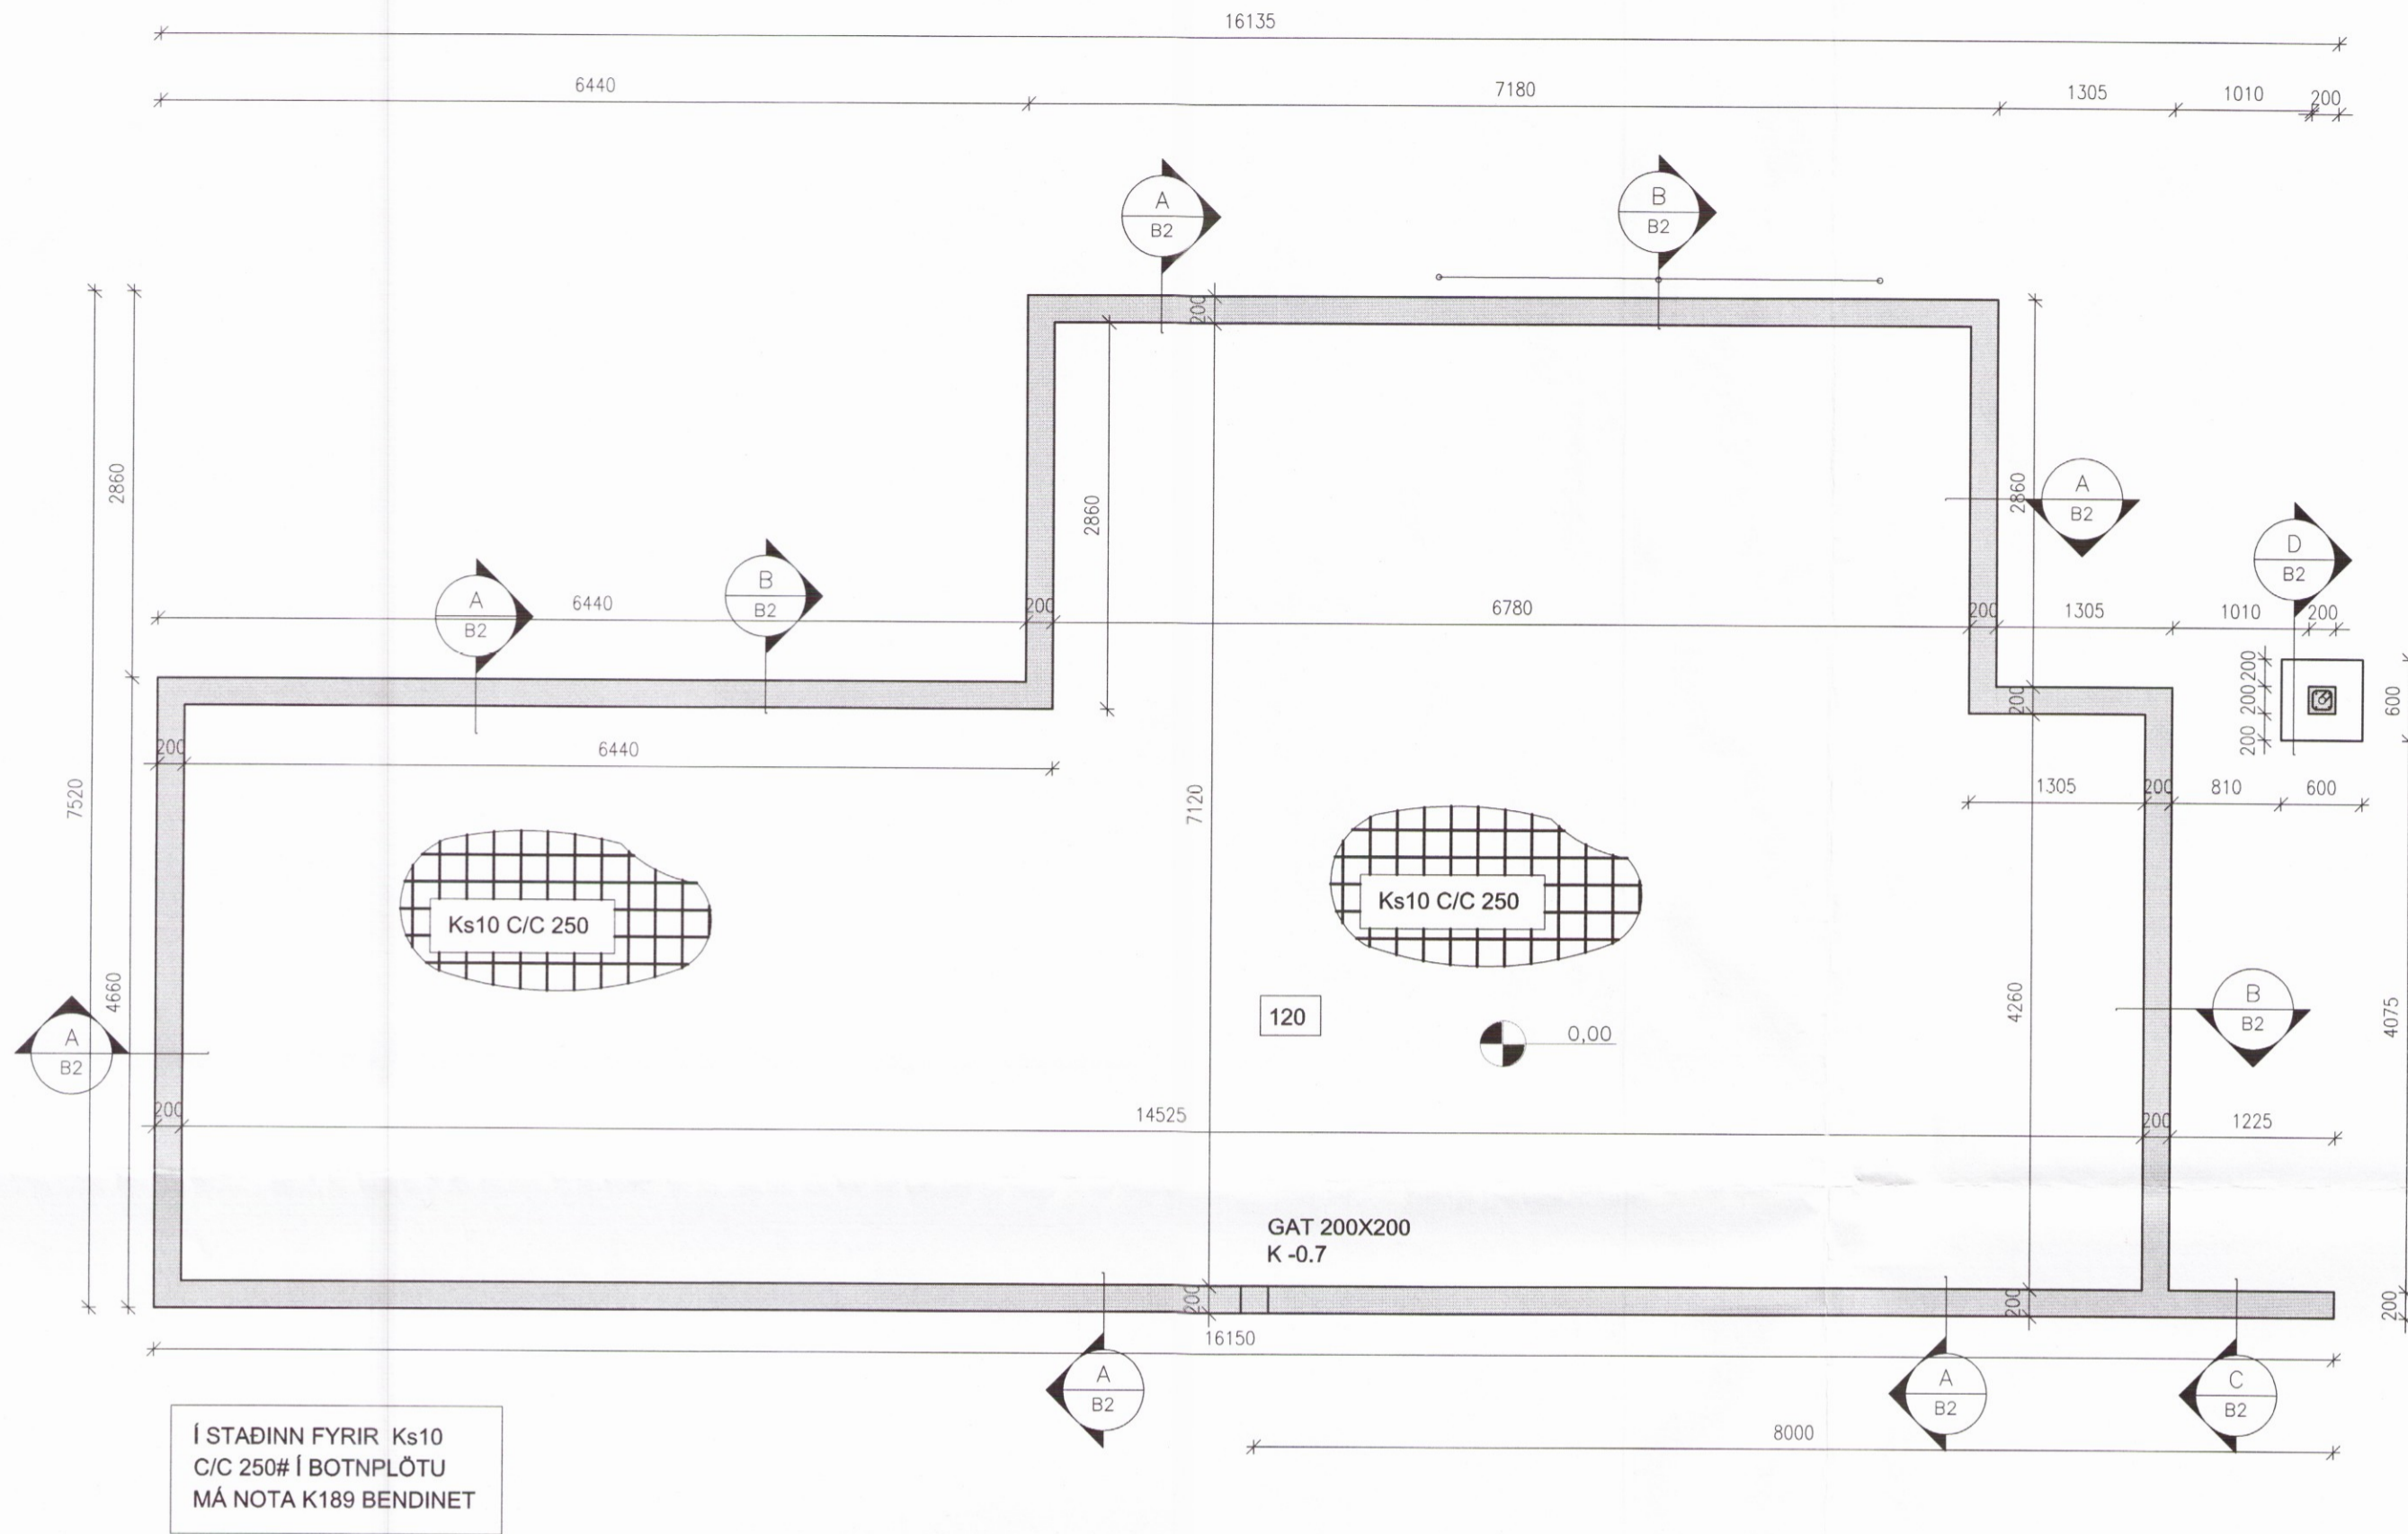 16135
6440 7180 1305 1010 200
A
B2
B
B2
200
2860
2860
2860
A
B2
D
B2
A
B2
6440
B
B2
200
6780
200
1305
1010
200
200
200
200
600
200
6440
200
1305
200
810
600
7520
7120
Ks10 C/C 250
Ks10 C/C 250
4660
120
0,00
4260
B
B2
4075
A
B2
200
14525
200
1225
GAT 200X200
K -0.7
200
200
200
16150
A
B2
A
B2
C
B2
8000
Í STAÐINN FYRIR Ks10
C/C 250# Í BOTNPLÖTU
MÁ NOTA K189 BENDINET